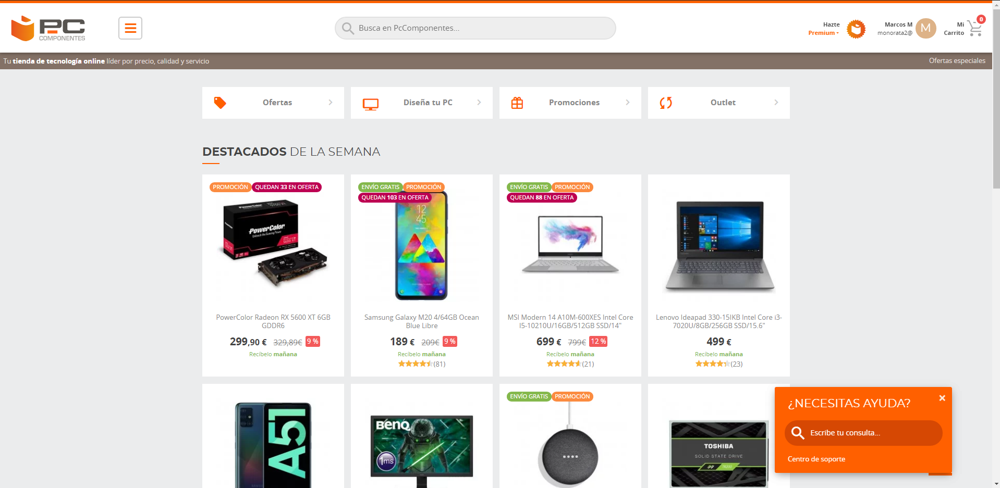 PC
COMPONENTES
Busca en PcComponentes...
Hazte
Premium
Marcos M
monorata2@
M
Mi
Carrito
0
Tu tienda de tecnología online líder por precio, calidad y servicio
Ofertas especiales
Ofertas
Diseña tu PC
Promociones
Outlet
DESTACADOS DE LA SEMANA
PROMOCIÓN QUEDAN 33 EN OFERTA
PowerColor
PowerColor
Unleash the Gaming Power
PowerColor Radeon RX 5600 XT 6GB
GDDR6
299,90 € 329,89€ 9 %
Recíbelo mañana
ENVÍO GRATIS PROMOCIÓN
QUEDAN 103 EN OFERTA
12
45
Samsung Galaxy M20 4/64GB Ocean
Blue Libre
189 € 209€ 9 %
Recíbelo mañana
(81)
ENVÍO GRATIS PROMOCIÓN
QUEDAN 88 EN OFERTA
MSI Modern 14 A10M-600XES Intel Core
I5-10210U/16GB/512GB SSD/14"
699 € 799€ 12 %
Recíbelo mañana
(21)
Lenovo Ideapad 330-15IKB Intel Core i3-
7020U/8GB/256GB SSD/15.6"
499 €
Recíbelo mañana
(23)
A51
BenQ
1ms
ENVÍO GRATIS PROMOCIÓN
TOSHIBA
SOLID STATE DRIVE
TR200
¿NECESITAS AYUDA?
×
Escribe tu consulta...
Centro de soporte